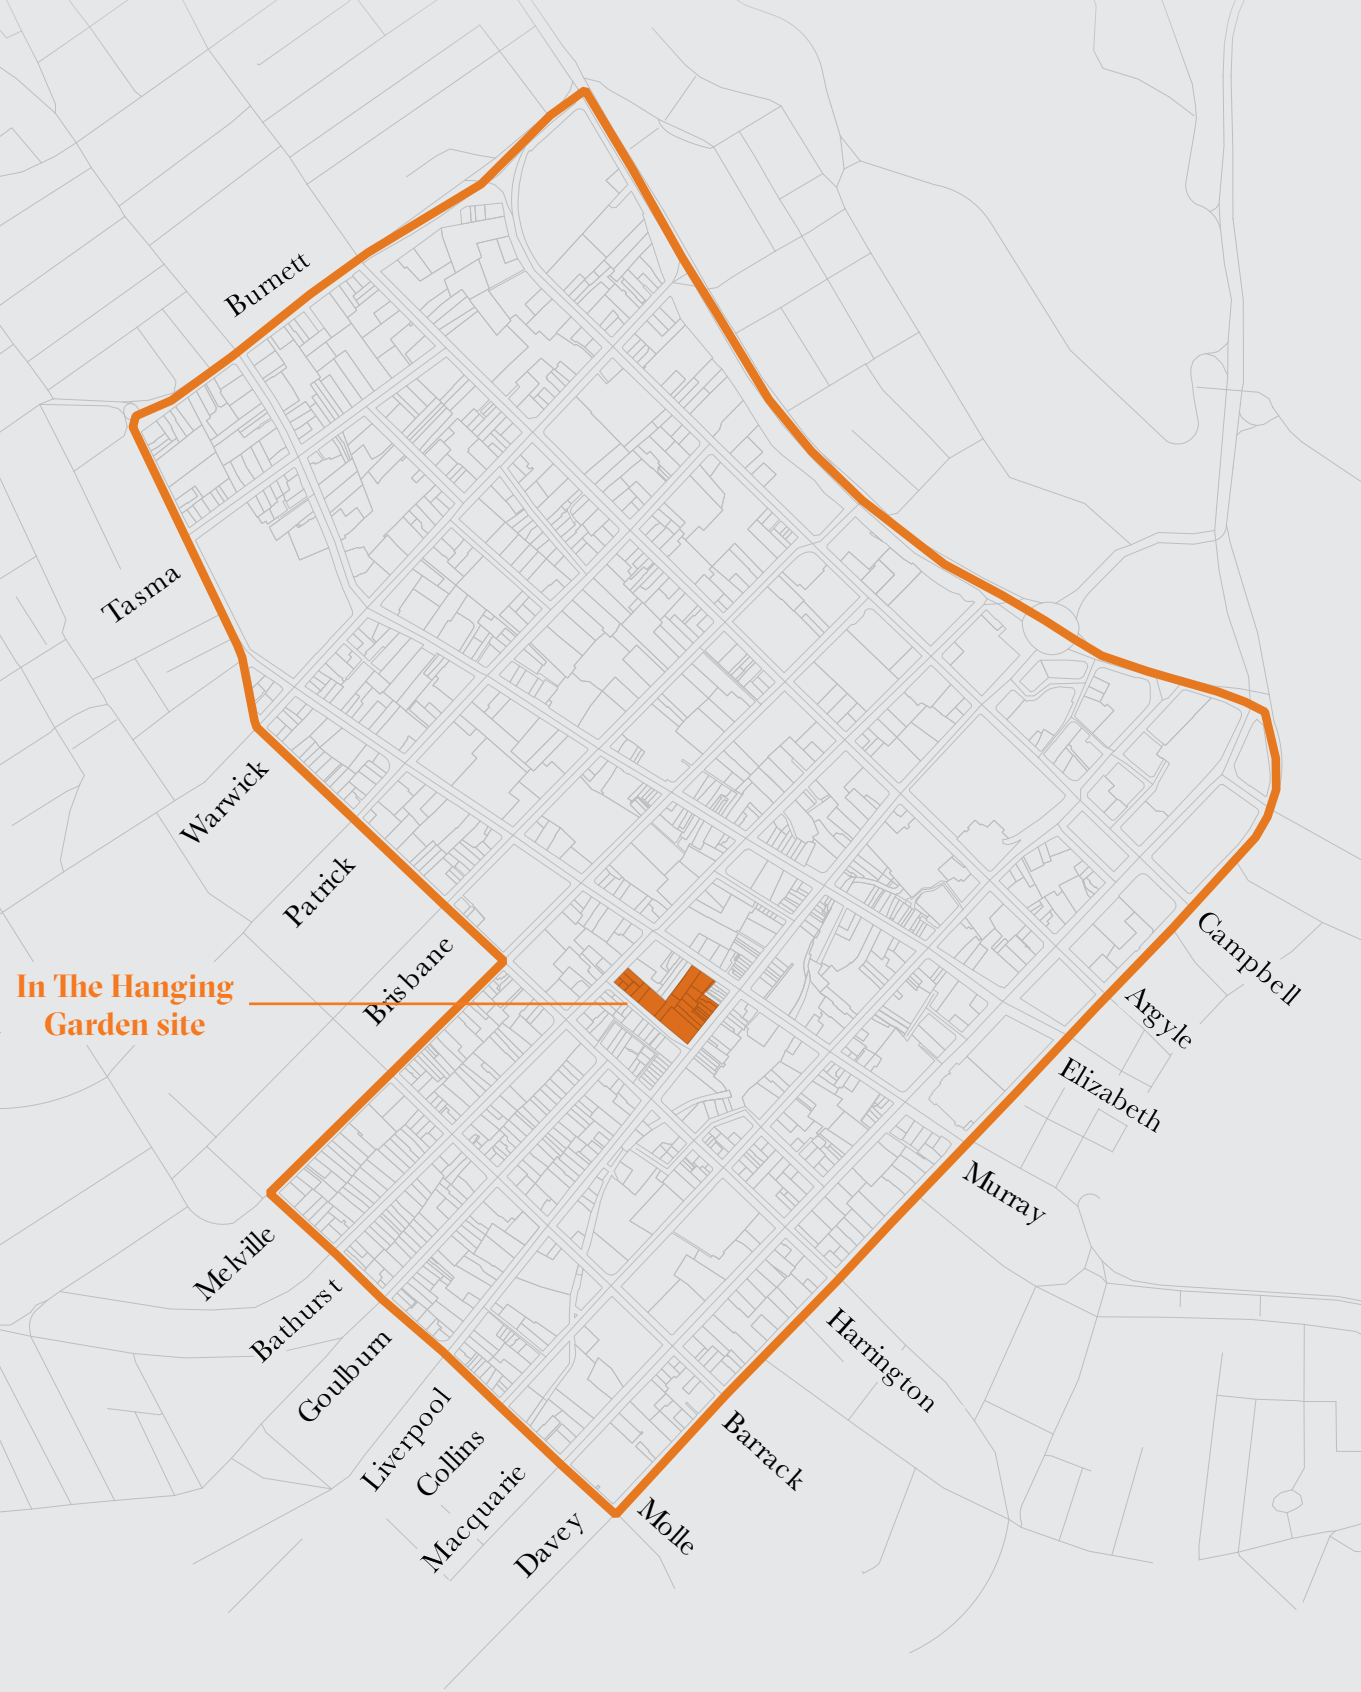 Burnett
Tasma
Warwick
Patrick
Brisbane
In The Hanging
Garden site
Campbell
Argyle
Elizabeth
Murray
Melville
Bathurst
Goulburn
Liverpool
Collins
Macquarie
Davey
Molle
Barrack
Harrington